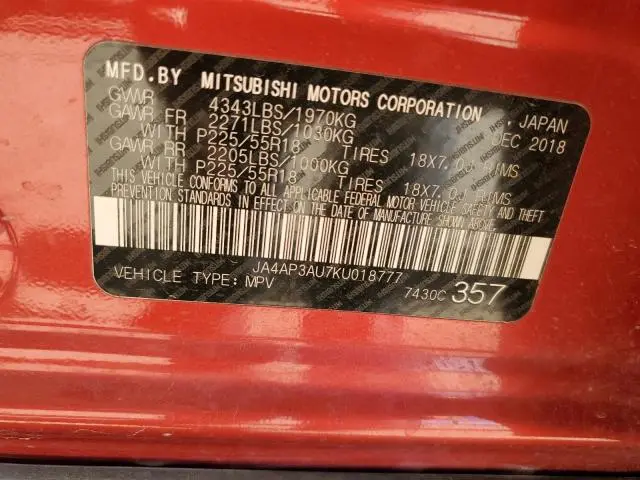 MFD.BY MITSUBISHI MOTORS CORPORATION , JAPAN
GVWR 4343LBS/1970KG DEC 2018
GAWR FR 2271LBS/1030KG
WITH P225/55R18 TIRES 18X7.0J RIMS
GAWR RR 2205LBS/1000KG
WITH P225/55R18 TIRES 18X7.0J RIMS
THIS VEHICLE CONFORMS TO ALL APPLICABLE FEDERAL MOTOR VEHICLE SAFETY AND THEFT
PREVENTION STANDARDS IN EFFECT ON THE DATE OF MANUFACTURE SHOWN ABOVE.
JA4AP3AU7KU018777
VEHICLE TYPE: MPV 7430C 357